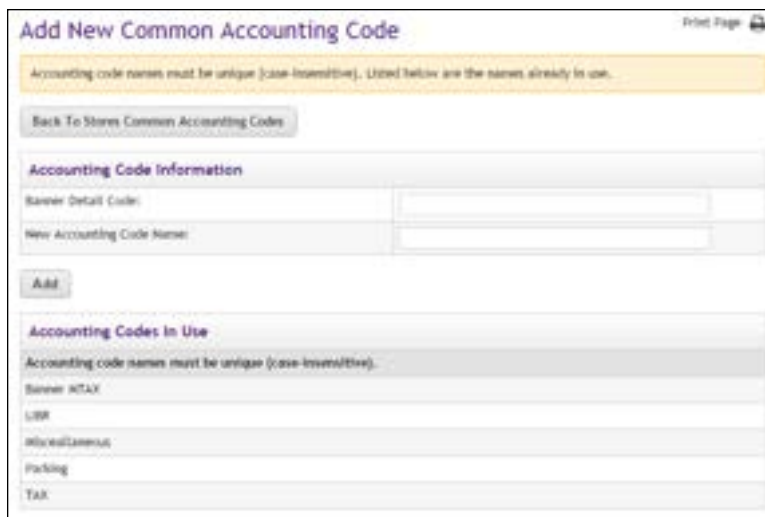 Add New Common Accounting Code
Print Page
Accounting code names must be unique (case-insensitive). Listed below are the names already in use.
Back To Stores Common Accounting Codes
Accounting Code Information
Banner Detail Code:
New Accounting Code Name:
Add
Accounting Codes In Use
Accounting code names must be unique (case-insensitive).
Banner MTAX
LIBR
Miscellaneous
Parking
TAX